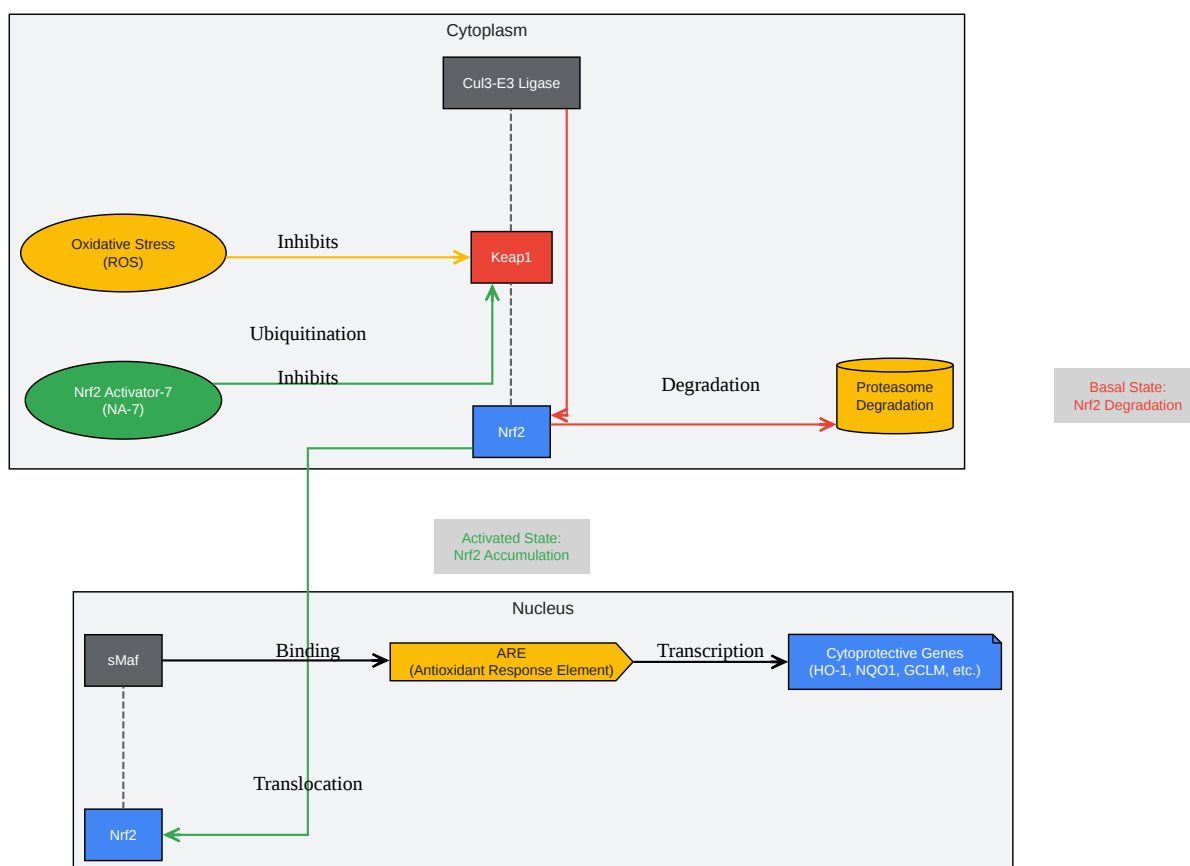 Cytoplasm
Cul3-E3 Ligase
Oxidative Stress
(ROS)
Inhibits
Keap1
Ubiquitination
Nrf2 Activator-7
(NA-7)
Inhibits
Degradation
Proteasome
Degradation
Nrf2
Basal State:
Nrf2 Degradation
Activated State:
Nrf2 Accumulation
Nucleus
sMaf
Binding
ARE
(Antioxidant Response Element)
Transcription
Cytoprotective Genes
(HO-1, NQO1, GCLM, etc.)
Translocation
Nrf2